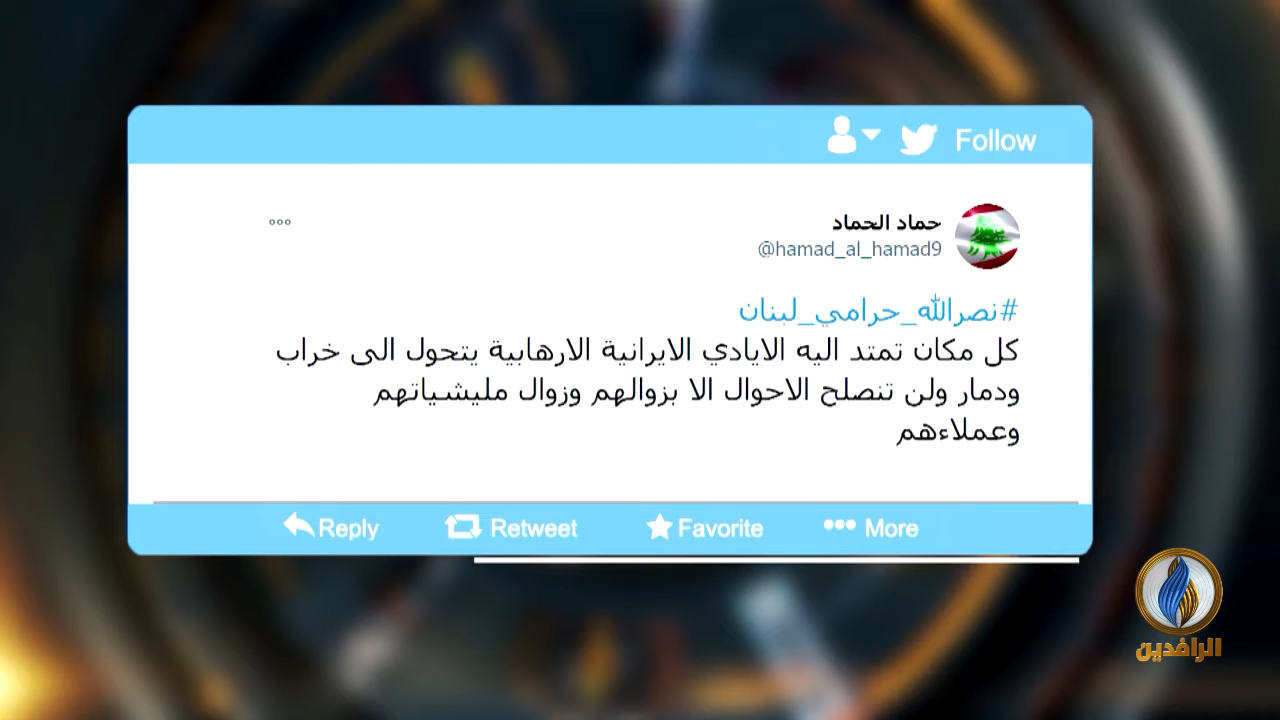 Follow
حماد الحماد
@hamad_al_hamad9
#نصرالله_حرامي_لبنان
كل مكان تمتد اليه الايادي الايرانية الارهابية يتحول الى خراب
ودمار ولن تنصلح الاحوال الا بزوالهم وزوال مليشياتهم
وعملاءهم
Reply Retweet Favorite More
الرافدين